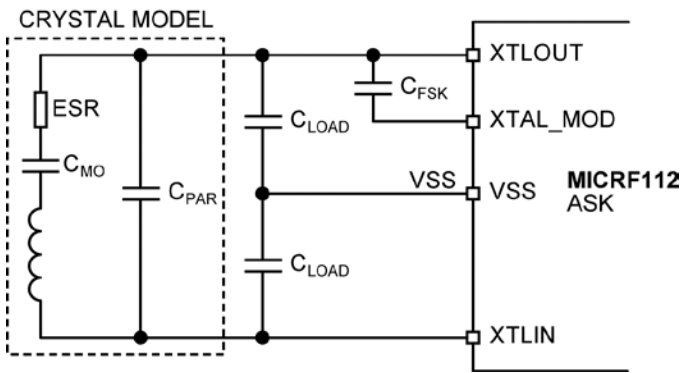 CRYSTAL MODEL
XTLOUT
ESR
CFSK
CLOAD
XTAL_MOD
CMO
CPAR
VSS
VSS
MICRF112
ASK
CLOAD
XTLIN